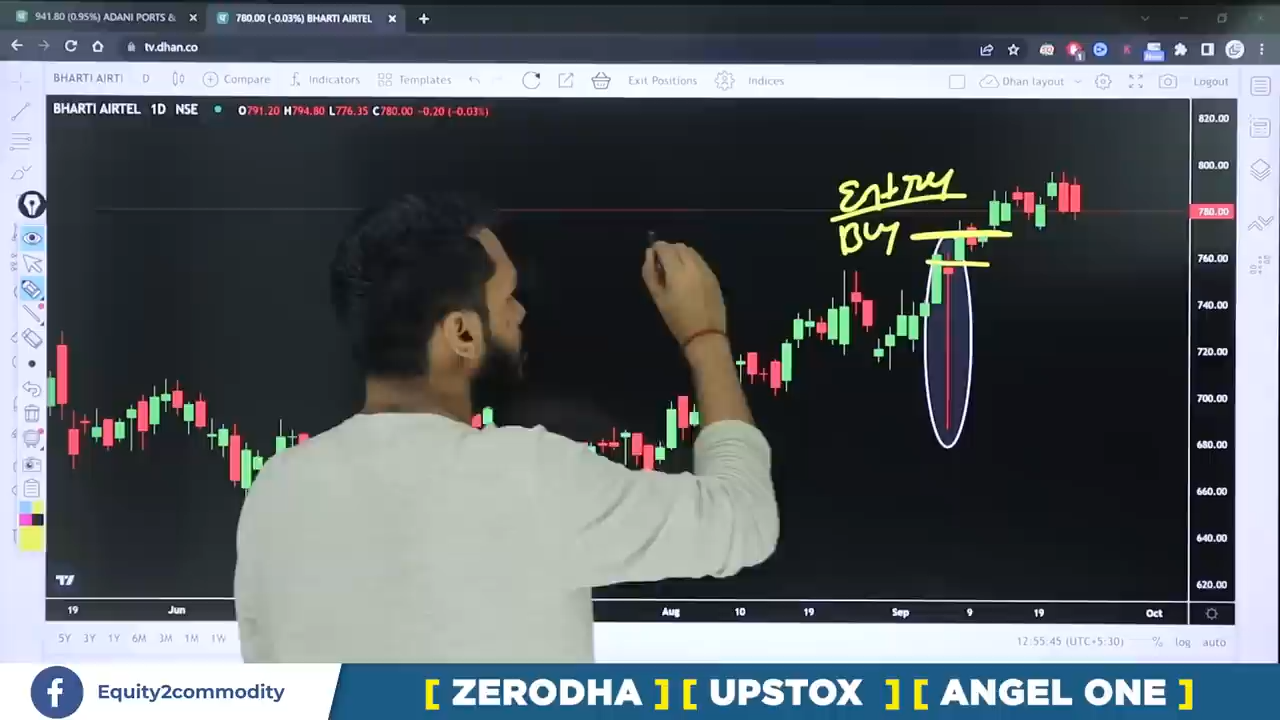 941.80 (0.95%) ADANI PORTS &
780.00 (-0.03%) BHARTI AIRTEL
tv.dhan.co
BHARTI AIRTI D Compare Indicators Templates Exit Positions Indices Dhan layout Logout
BHARTI AIRTEL 1D NSE O791.20 H794.80 L776.35 C780.00 -0.20 (-0.03%)
820.00
800.00
780.00
760.00
740.00
720.00
700.00
680.00
660.00
640.00
620.00
Entry
Buy
19 Jun Aug 10 19 Sep 9 19 Oct
5Y 3Y 1Y 6M 3M 1M 1W 12:55:45 (UTC+5:30) % log auto
Equity2commodity [ ZERODHA ] [ UPSTOX ] [ ANGEL ONE ]